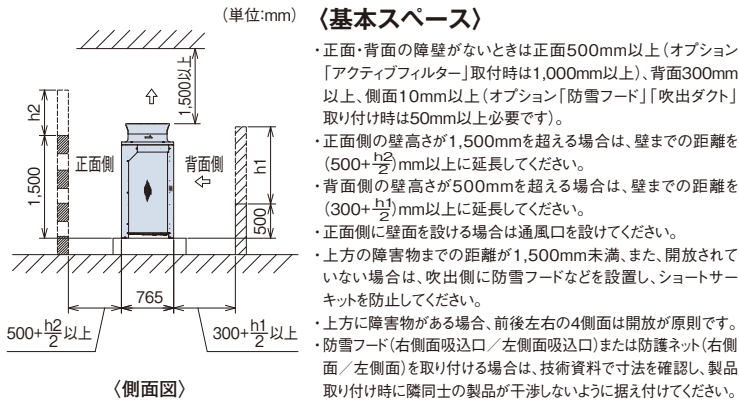 (単位:mm)
1,500以上
h2
1,500
正面側
背面側
h1
500
765
500+h2/2以上
300+h1/2以上
〈側面図〉
〈基本スペース〉
・正面・背面の障壁がないときは正面500mm以上(オプション
「アクティブフィルター」取付時は1,000mm以上)、背面300mm
以上、側面10mm以上(オプション「防雪フード」「吹出ダクト」
取り付け時は50mm以上必要です)。
・正面側の壁高さが1,500mmを超える場合は、壁までの距離を
(500+h2/2)mm以上に延長してください。
・背面側の壁高さが500mmを超える場合は、壁までの距離を
(300+h1/2)mm以上に延長してください。
・正面側に壁面を設ける場合は通風口を設けてください。
・上方の障害物までの距離が1,500mm未満、また、開放されて
いない場合は、吹出側に防雪フードなどを設置し、ショートサー
キットを防止してください。
・上方に障害物がある場合、前後左右の4側面は開放が原則です。
・防雪フード(右側面吸込口/左側面吸込口)または防護ネット(右側
面/左側面)を取り付ける場合は、技術資料で寸法を確認し、製品
取り付け時に隣同士の製品が干渉しないように据え付けてください。